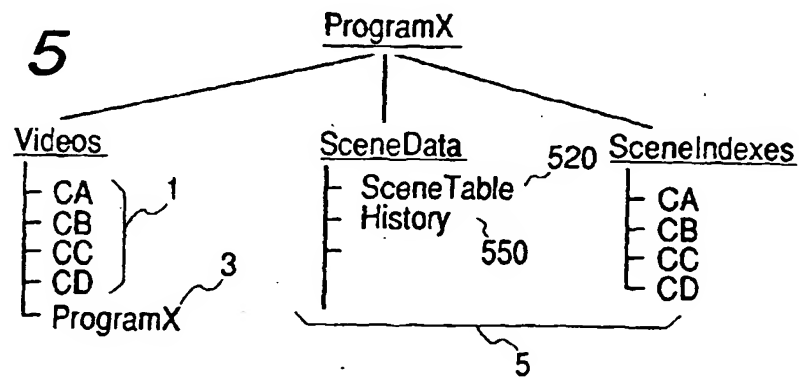 5
ProgramX
Videos
CA
CB
CC
CD
1
ProgramX
3
SceneData
SceneTable
520
History
550
SceneIndexes
CA
CB
CC
CD
5